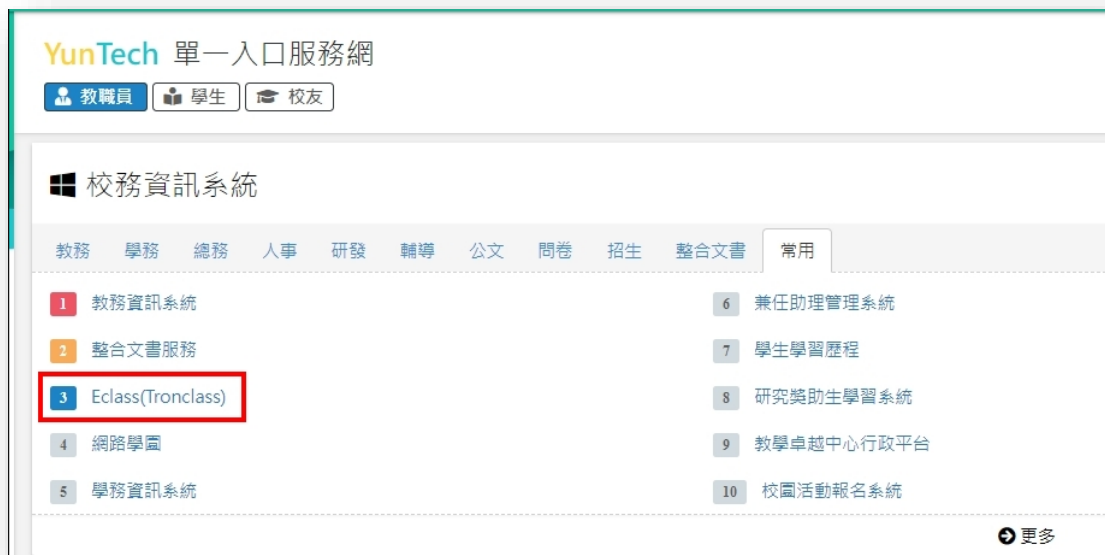 YunTech 單一入口服務網
教職員 學生 校友
校務資訊系統
教務 學務 總務 人事 研發 輔導 公文 問卷 招生 整合文書 常用
1 教務資訊系統
2 整合文書服務
3 Eclass(Tronclass)
4 網路學園
5 學務資訊系統
6 兼任助理管理系統
7 學生學習歷程
8 研究獎助生學習系統
9 教學卓越中心行政平台
10 校園活動報名系統
更多